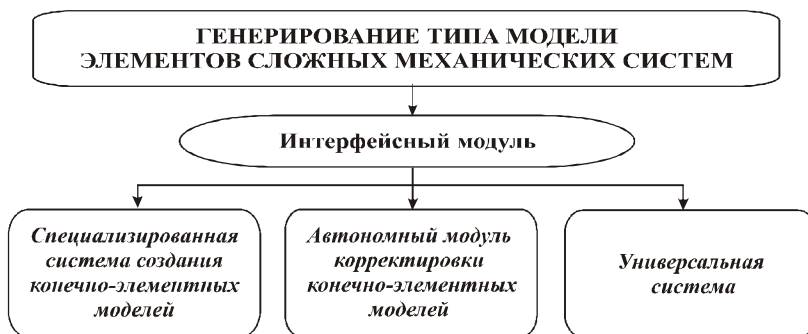 ГЕНЕРИРОВАНИЕ ТИПА МОДЕЛИ
ЭЛЕМЕНТОВ СЛОЖНЫХ МЕХАНИЧЕСКИХ СИСТЕМ
Интерфейсный модуль
Специализированная
система создания
конечно-элементных
моделей
Автономный модуль
корректировки
конечно-элементных
моделей
Универсальная
система